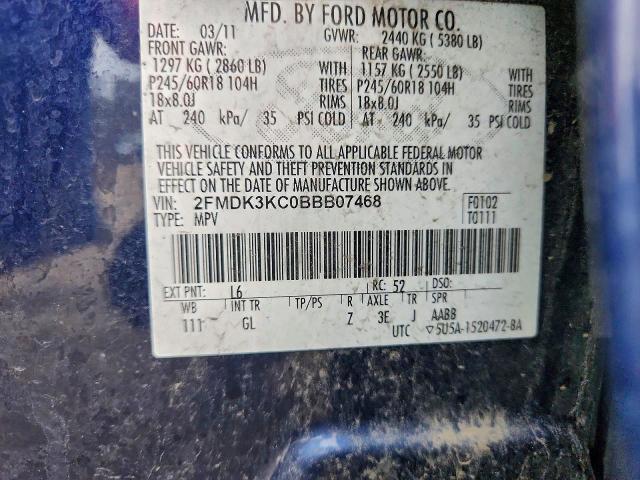 MFD. BY FORD MOTOR CO.
DATE: 03/11 GVWR: 2440 KG (5380 LB)
FRONT GAWR: REAR GAWR:
1297 KG (2860 LB) 1157 KG (2550 LB)
P245/60R18 104H TIRES P245/60R18 104H TIRES
18x8.0J RIMS 18x8.0J RIMS
AT 240 kPa/ 35 PSI COLD AT 240 kPa/ 35 PSI COLD
THIS VEHICLE CONFORMS TO ALL APPLICABLE FEDERAL MOTOR
VEHICLE SAFETY AND THEFT PREVENTION STANDARDS IN
EFFECT ON THE DATE OF MANUFACTURE SHOWN ABOVE.
VIN: 2FMDK3KC0BBB07468 F0102
TYPE: MPV T0111
EXT PNT: L6 RC: 52 DSO:
WB INT TR TP/PS R AXLE TR SPR
111 GL Z 3E J AABB
UTC ▽5U5A-1520472-BA